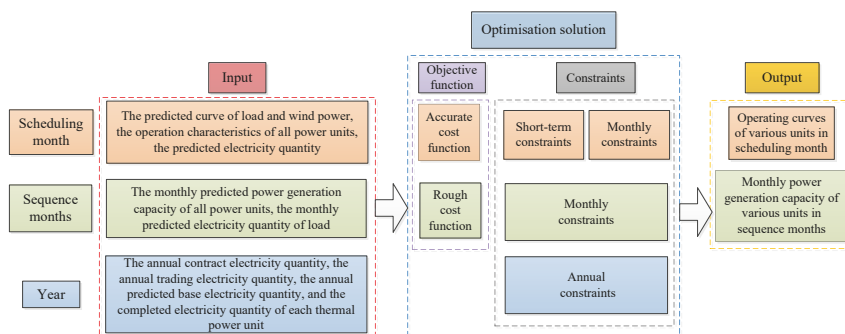 Optimisation solution
Input
Objective
function
Constraints
Output
Scheduling
month
The predicted curve of load and wind power,
the operation characteristics of all power units,
the predicted electricity quantity
Accurate
cost
function
Short-term
constraints
Monthly
constraints
Operating curves
of various units in
scheduling month
Sequence
months
The monthly predicted power generation
capacity of all power units, the monthly
predicted electricity quantity of load
Rough
cost
function
Monthly
constraints
Monthly power
generation capacity of
various units in
sequence months
Year
The annual contract electricity quantity, the
annual trading electricity quantity, the annual
predicted base electricity quantity, and the
completed electricity quantity of each thermal
power unit
Annual
constraints